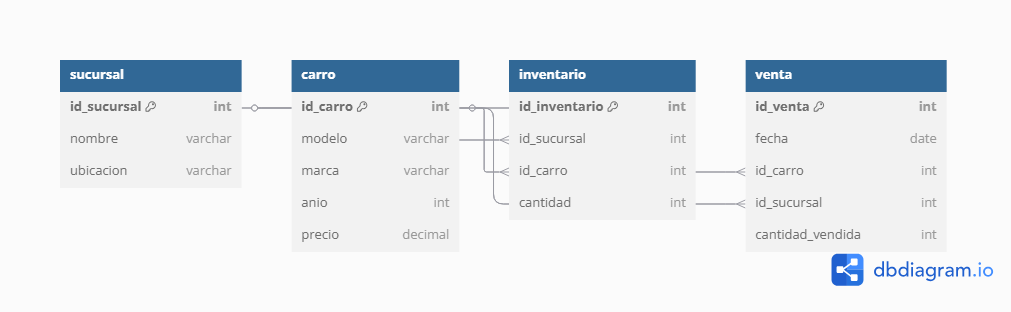 sucursal
id_sucursal int
nombre varchar
ubicacion varchar
carro
id_carro int
modelo varchar
marca varchar
anio int
precio decimal
inventario
id_inventario int
id_sucursal int
id_carro int
cantidad int
venta
id_venta int
fecha date
id_carro int
id_sucursal int
cantidad_vendida int
dbdiagram.io